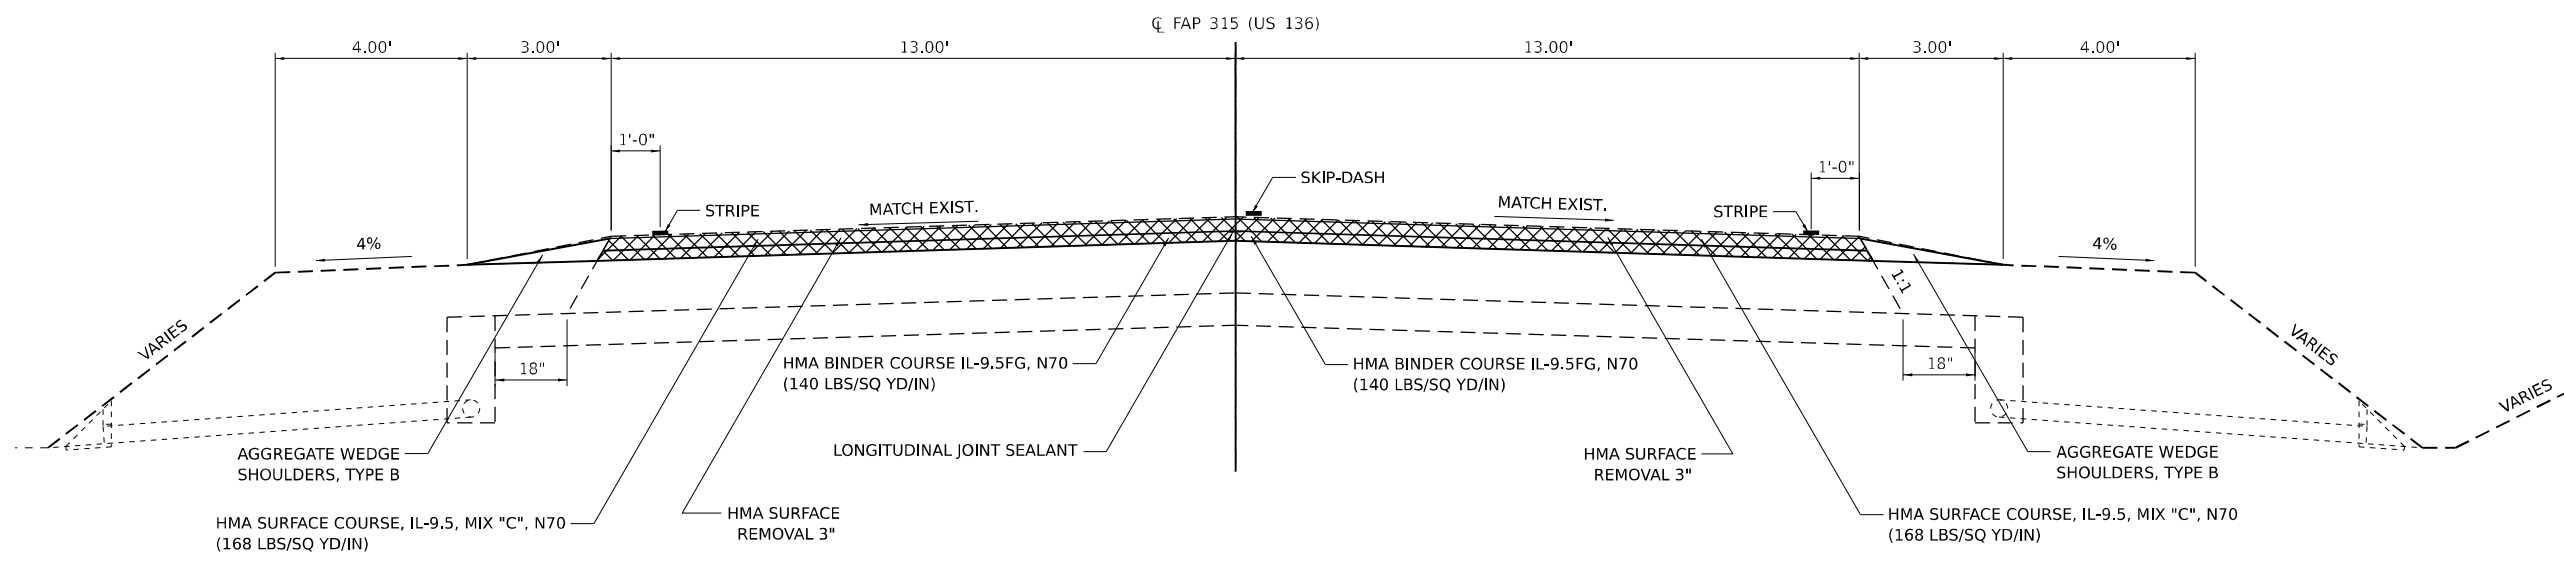 ℄ FAP 315 (US 136)
4.00'
3.00'
13.00'
13.00'
3.00'
4.00'
1'-0"
1'-0"
SKIP-DASH
STRIPE
MATCH EXIST.
MATCH EXIST.
STRIPE
4%
4%
1:1
VARIES
VARIES
VARIES
18"
18"
HMA BINDER COURSE IL-9.5FG, N70
(140 LBS/SQ YD/IN)
HMA BINDER COURSE IL-9.5FG, N70
(140 LBS/SQ YD/IN)
AGGREGATE WEDGE
SHOULDERS, TYPE B
LONGITUDINAL JOINT SEALANT
HMA SURFACE
REMOVAL 3"
AGGREGATE WEDGE
SHOULDERS, TYPE B
HMA SURFACE COURSE, IL-9.5, MIX "C", N70
(168 LBS/SQ YD/IN)
HMA SURFACE
REMOVAL 3"
HMA SURFACE COURSE, IL-9.5, MIX "C", N70
(168 LBS/SQ YD/IN)